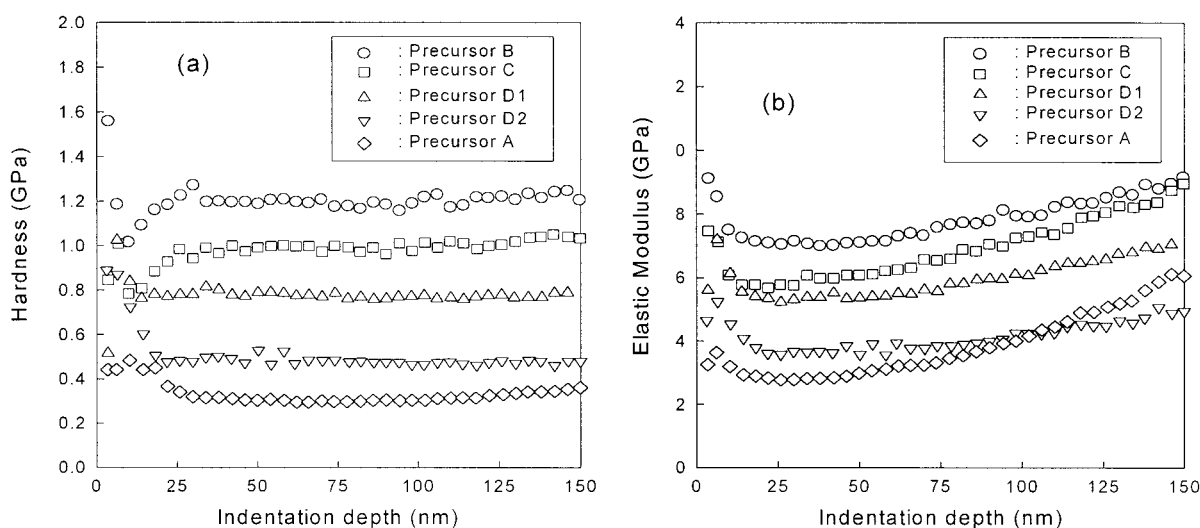 2.0
1.8
1.6
1.4
1.2
1.0
0.8
0.6
0.4
0.2
0.0
Hardness (GPa)
(a)
: Precursor B
: Precursor C
: Precursor D1
: Precursor D2
: Precursor A
0 25 50 75 100 125 150
Indentation depth (nm)
4
2
0
8
6
4
2
0
Elastic Modulus (GPa)
(b)
: Precursor B
: Precursor C
: Precursor D1
: Precursor D2
: Precursor A
0 25 50 75 100 125 150
Indentation depth (nm)